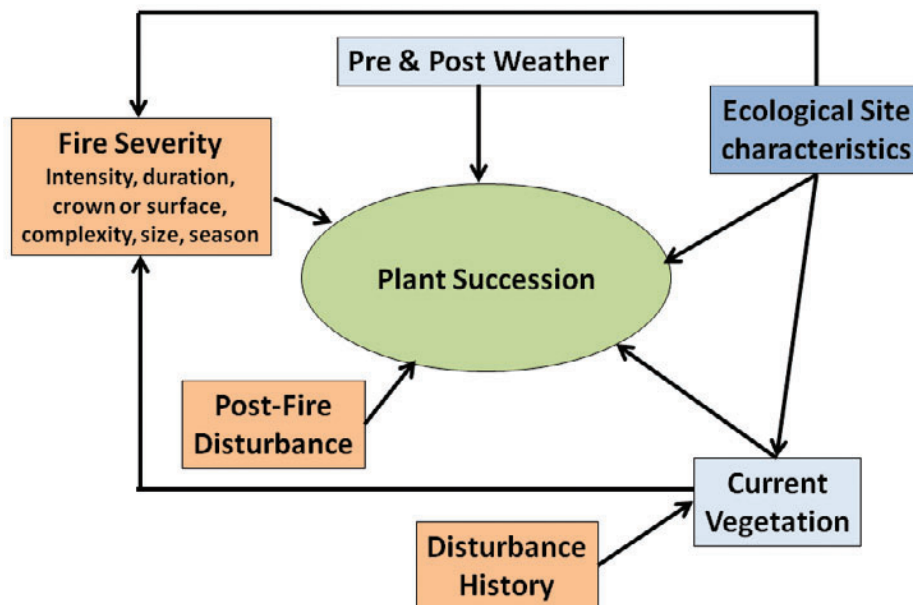 Pre & Post Weather
Ecological Site
characteristics
Fire Severity
Intensity, duration,
crown or surface,
complexity, size, season
Plant Succession
Post-Fire
Disturbance
Current
Vegetation
Disturbance
History